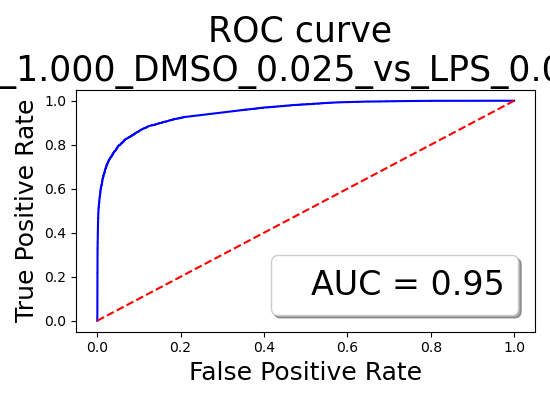 ROC curve
_1.000_DMSO_0.025_vs_LPS_0.0
True Positive Rate
1.0
0.8
0.6
0.4
0.2
0.0
AUC = 0.95
0.0 0.2 0.4 0.6 0.8 1.0
False Positive Rate